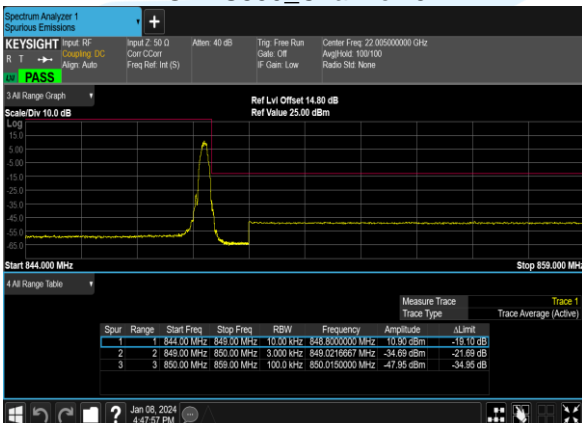 Spectrum Analyzer 1
Spurious Emissions
KEYSIGHT Input: RF Input Z: 50 Ω Atten: 40 dB Trig: Free Run Center Freq: 22.005000000 GHz
R T Coupling: DC Corr CCorr Gate: Off Avg|Hold: 100/100
Align: Auto Freq Ref: Int (S) IF Gain: Low Radio Std: None
LW PASS
3 All Range Graph
Ref Lvl Offset 14.80 dB
Scale/Div 10.0 dB Ref Value 25.00 dBm
Log
15.0
5.00
-5.00
-15.0
-25.0
-35.0
-45.0
-55.0
-65.0
Start 844.000 MHz Stop 859.000 MHz
4 All Range Table
Measure Trace Trace 1
Trace Type Trace Average (Active)
Spur Range Start Freq Stop Freq RBW Frequency Amplitude ΔLimit
1 1 844.00 MHz 849.00 MHz 10.00 kHz 848.8000000 MHz 10.90 dBm -19.10 dB
2 2 849.00 MHz 850.00 MHz 3.000 kHz 849.0216667 MHz -34.69 dBm -21.69 dB
3 3 850.00 MHz 859.00 MHz 100.0 kHz 850.0150000 MHz -47.95 dBm -34.95 dB
? Jan 08, 2024
4:47:57 PM